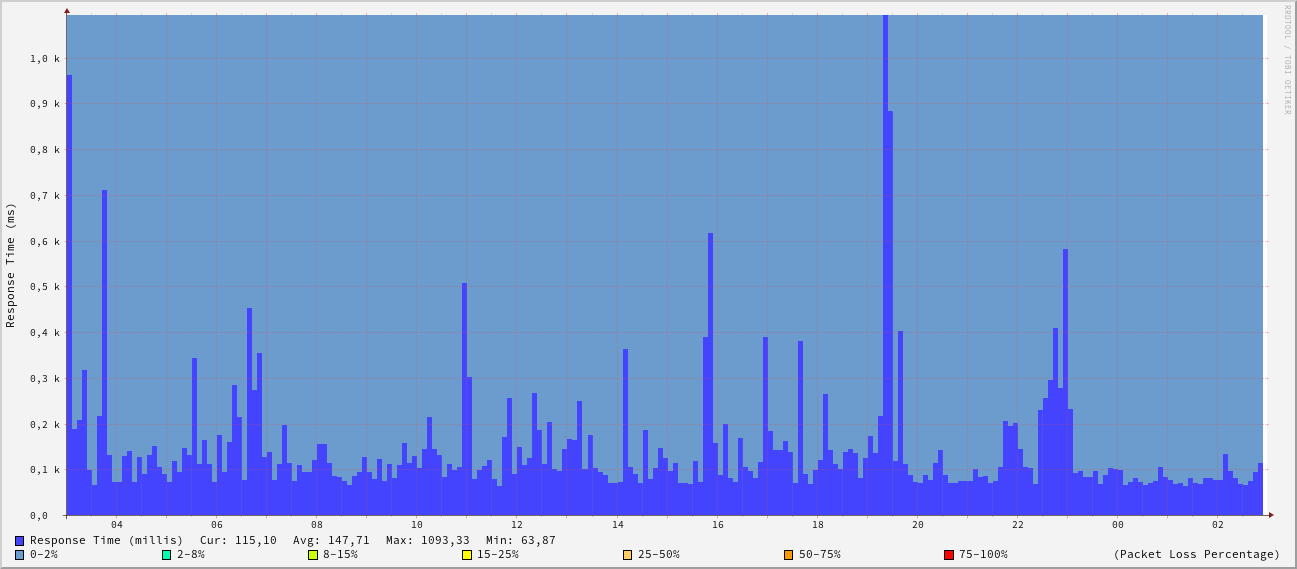 RRDTOOL / TOBI OETIKER
Response Time (ms)
1,0 k
0,9 k
0,8 k
0,7 k
0,6 k
0,5 k
0,4 k
0,3 k
0,2 k
0,1 k
0,0
04 06 08 10 12 14 16 18 20 22 00 02
Response Time (millis) Cur: 115,10 Avg: 147,71 Max: 1093,33 Min: 63,87
0-2% 2-8% 8-15% 15-25% 25-50% 50-75% 75-100% (Packet Loss Percentage)